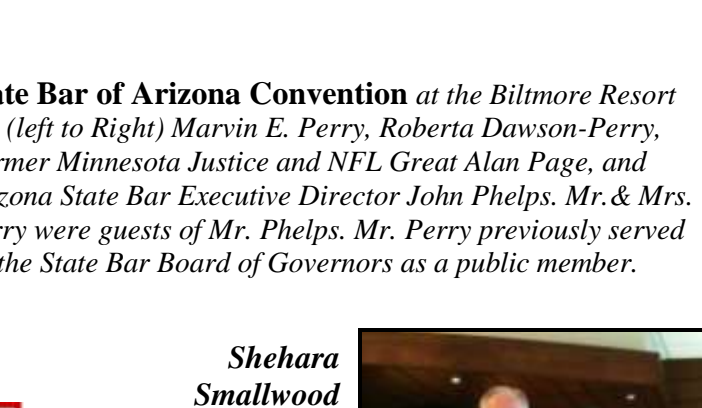 ate Bar of Arizona Convention at the Biltmore Resort
(left to Right) Marvin E. Perry, Roberta Dawson-Perry,
rmer Minnesota Justice and NFL Great Alan Page, and
zona State Bar Executive Director John Phelps. Mr.& Mrs.
rry were guests of Mr. Phelps. Mr. Perry previously served
the State Bar Board of Governors as a public member.
Shehara
Smallwood